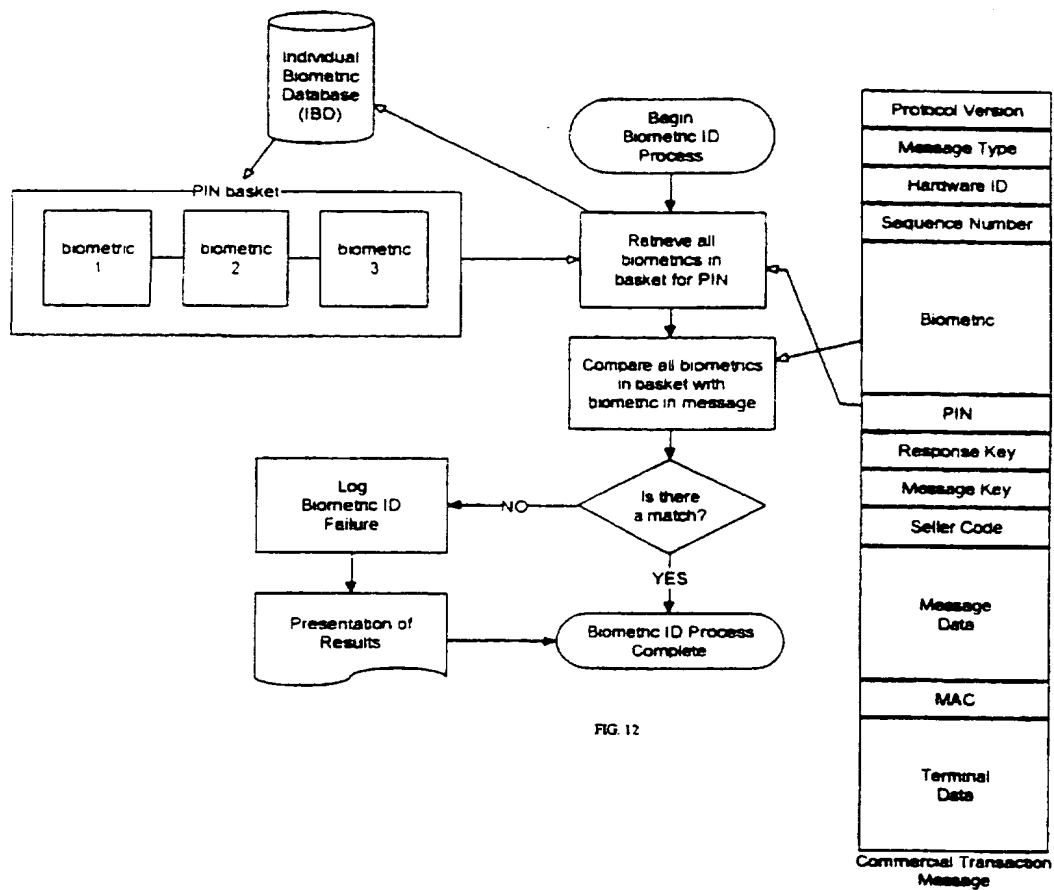 Individual
Biometric
Database
(IBD)
PIN basket
biometric
1
biometric
2
biometric
3
Begin
Biometric ID
Process
Retrieve all
biometrics in
basket for PIN
Compare all biometrics
in basket with
biometric in message
Is there
a match?
NO
YES
Log
Biometric ID
Failure
Presentation of
Results
Biometric ID Process
Complete
FIG. 12
Protocol Version
Message Type
Hardware ID
Sequence Number
Biometric
PIN
Response Key
Message Key
Seller Code
Message
Data
MAC
Terminal
Data
Commercial Transaction
Message